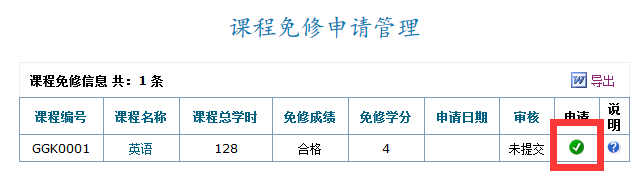 课程免修申请管理
课程免修信息 共：1 条 导出
课程编号 课程名称 课程总学时 免修成绩 免修学分 申请日期 审核 申请 说明
GGK0001 英语 128 合格 4 未提交